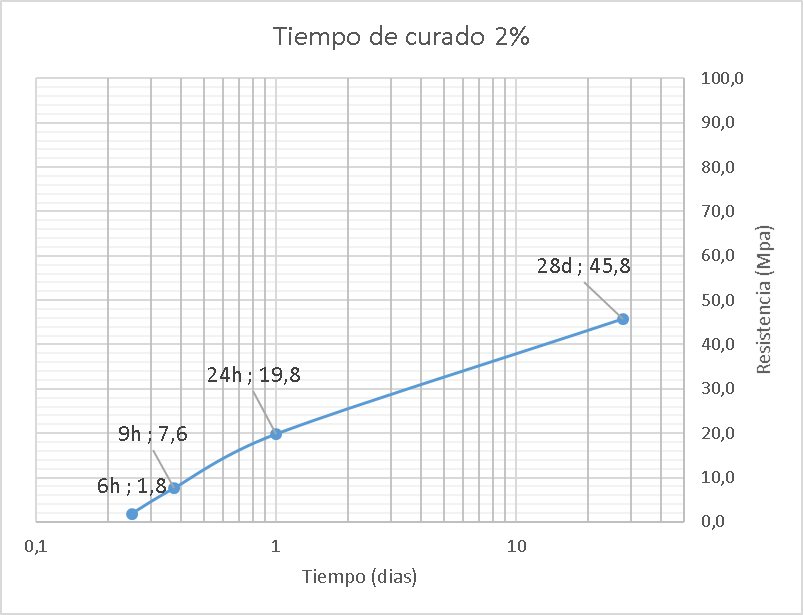 Tiempo de curado 2%
100,0
90,0
80,0
70,0
60,0
50,0
40,0
30,0
20,0
10,0
0,0
Resistencia (Mpa)
28d ; 45,8
24h ; 19,8
9h ; 7,6
6h ; 1,8
0,1
1
10
Tiempo (dias)